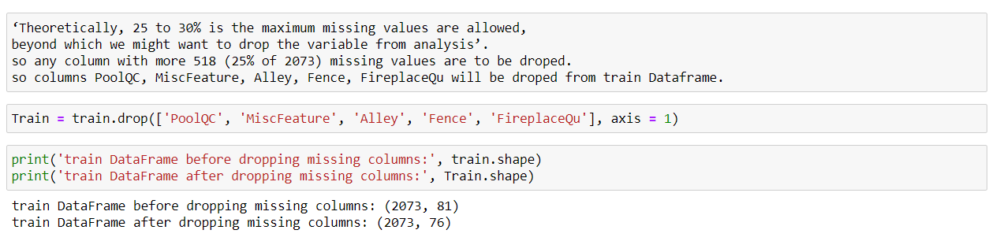 ‘Theoretically, 25 to 30% is the maximum missing values are allowed,
beyond which we might want to drop the variable from analysis’.
so any column with more 518 (25% of 2073) missing values are to be droped.
so columns PoolQC, MiscFeature, Alley, Fence, FireplaceQu will be droped from train Dataframe.
Train = train.drop(['PoolQC', 'MiscFeature', 'Alley', 'Fence', 'FireplaceQu'], axis = 1)
print('train DataFrame before dropping missing columns:', train.shape)
print('train DataFrame after dropping missing columns:', Train.shape)
train DataFrame before dropping missing columns: (2073, 81)
train DataFrame after dropping missing columns: (2073, 76)